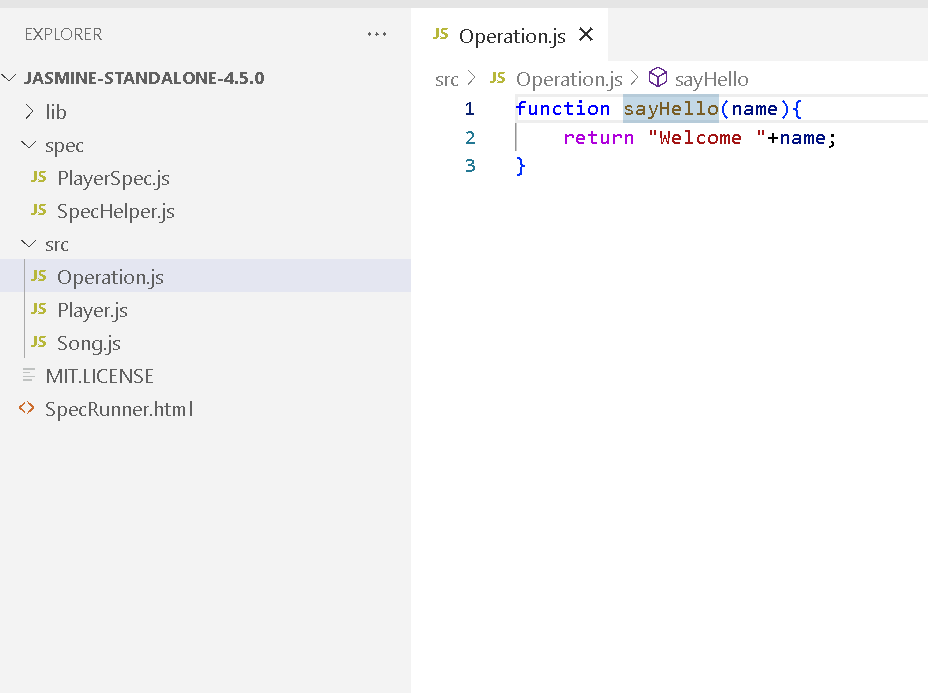 EXPLORER ...
JASMINE-STANDALONE-4.5.0
lib
spec
JS PlayerSpec.js
JS SpecHelper.js
src
JS Operation.js
JS Player.js
JS Song.js
MIT.LICENSE
<> SpecRunner.html
JS Operation.js ×
src > JS Operation.js > sayHello
1 function sayHello(name){
2     return "Welcome "+name;
3 }